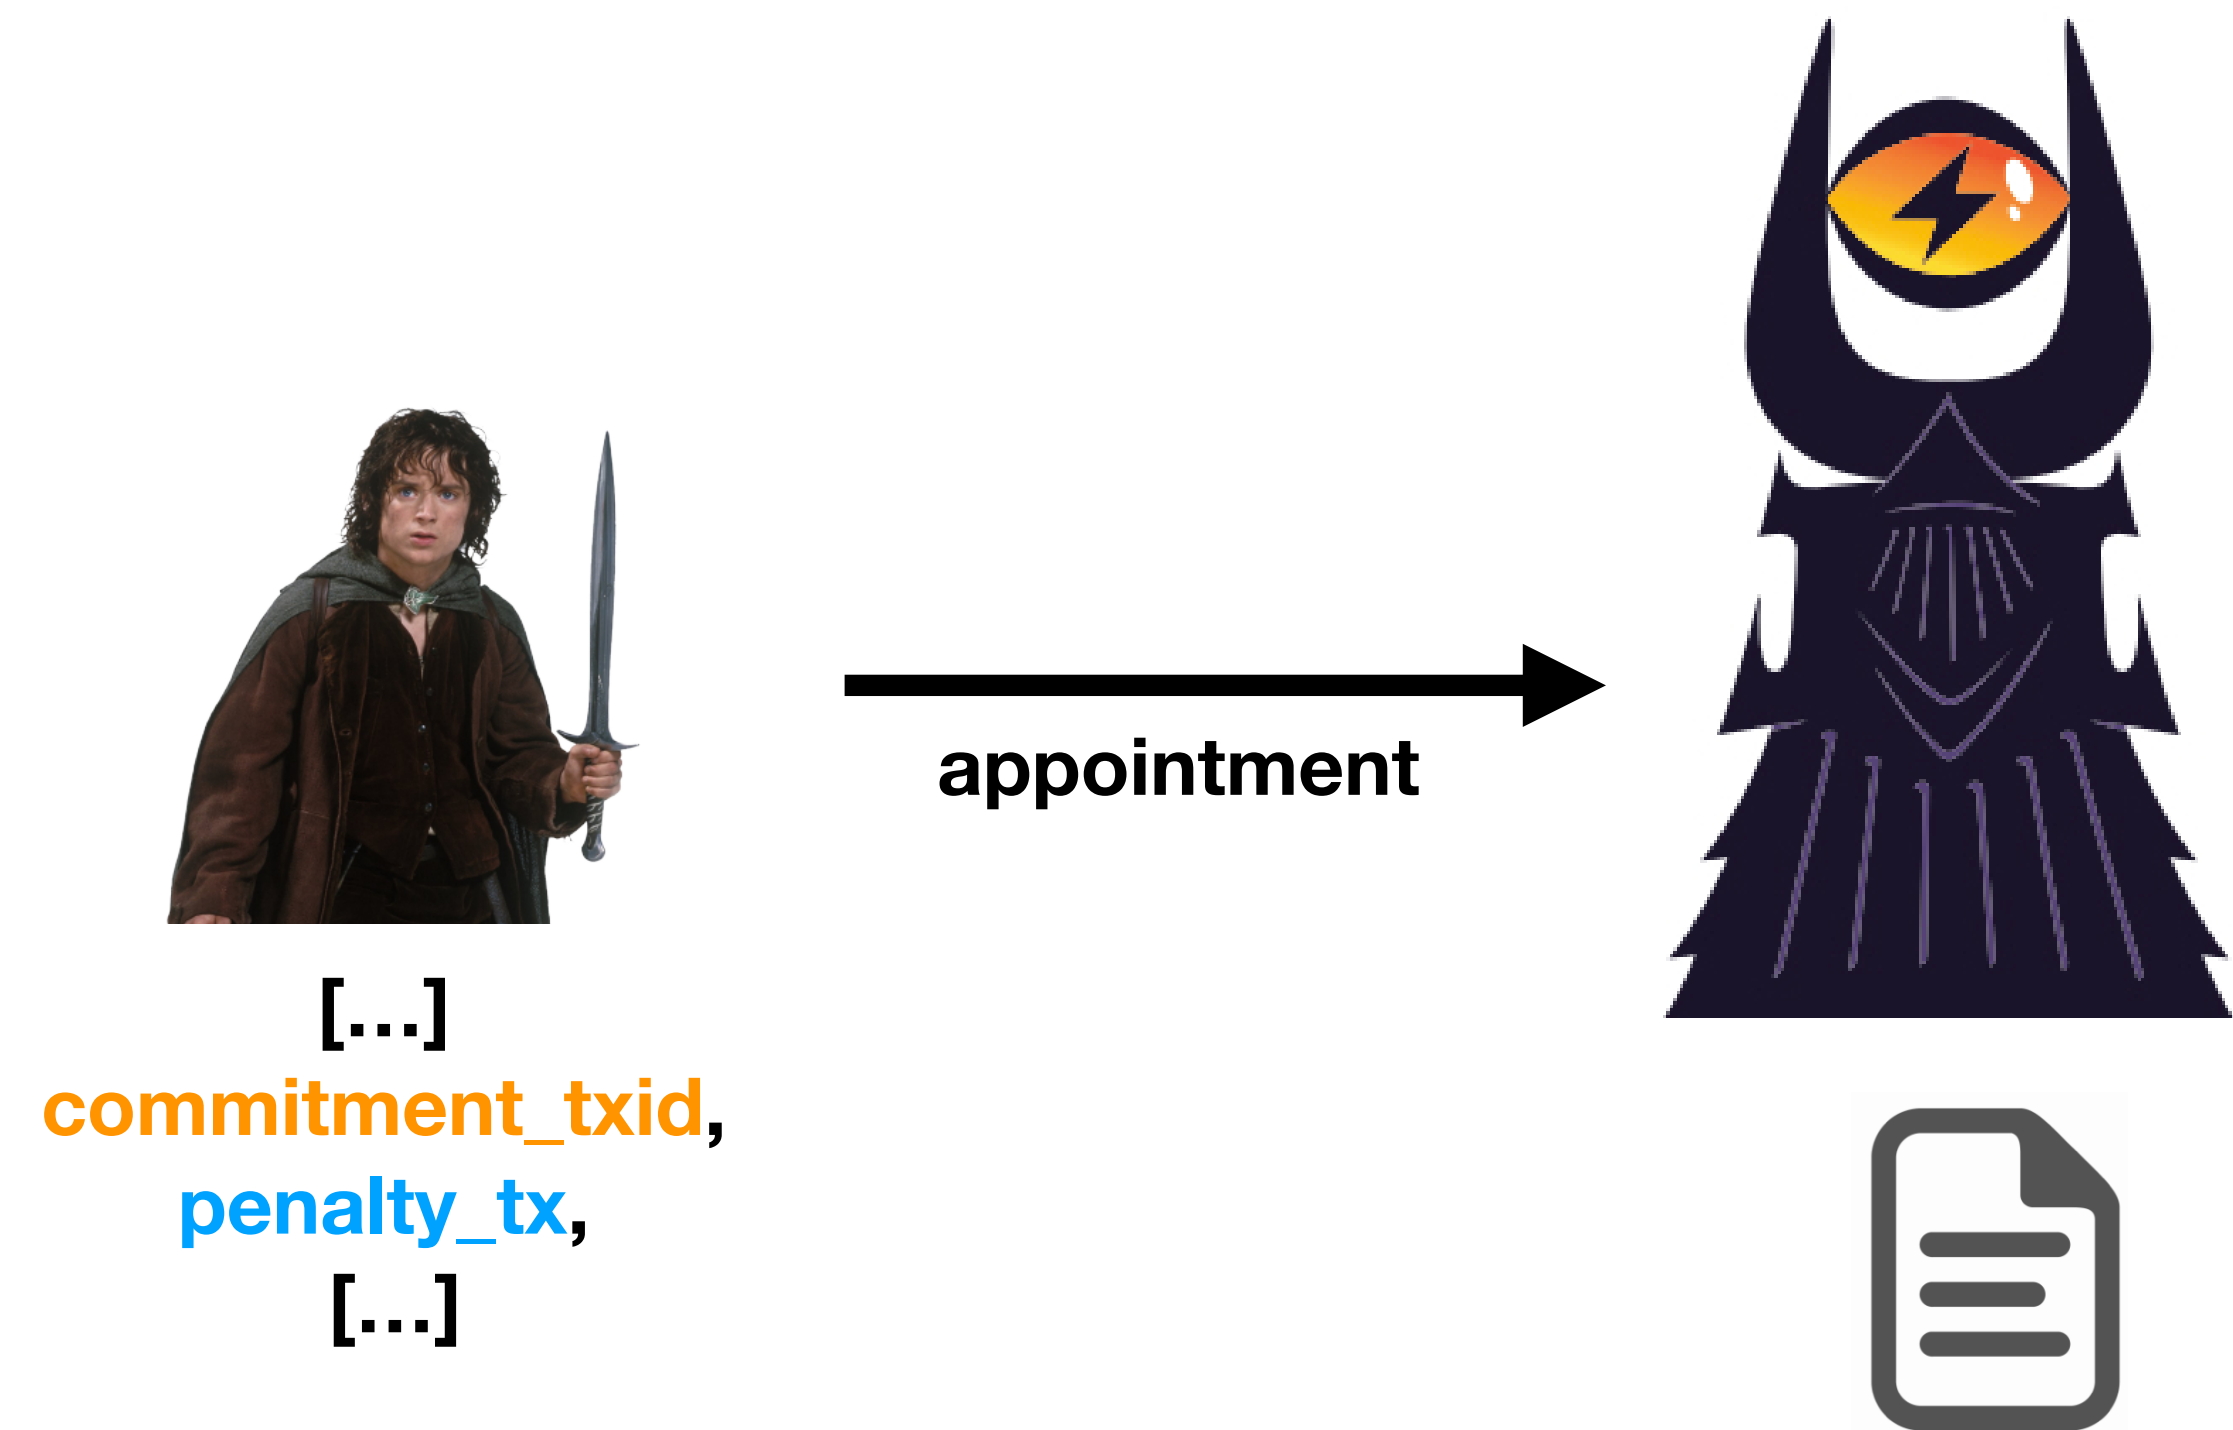 appointment
[…]
commitment_txid,
penalty_tx,
[…]